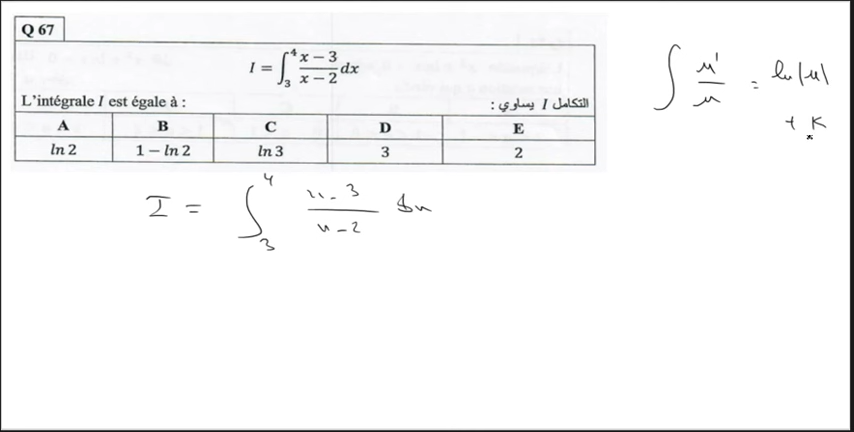 Q 67
I = ∫₃⁴ (x − 3)/(x − 2) dx
L'intégrale I est égale à : التكامل I يساوي :
A B C D E
ln 2 1 − ln 2 ln 3 3 2
∫ u'/u = ln|u|
+ K
I = ∫₃⁴ (x - 3)/(x - 2) dx